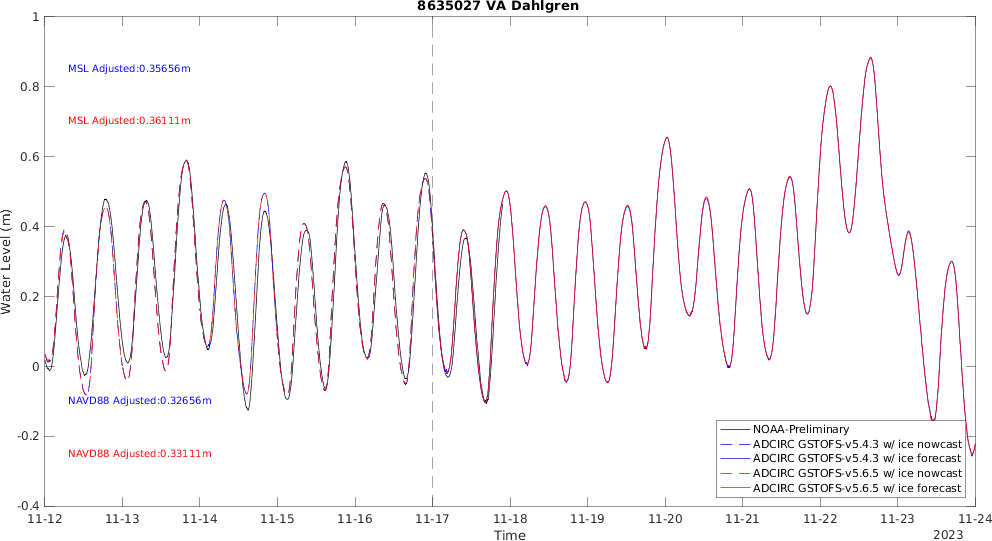 8635027 VA Dahlgren
1
0.8
0.6
0.4
0.2
0
-0.2
-0.4
Water Level (m)
MSL Adjusted:0.35656m
MSL Adjusted:0.36111m
NAVD88 Adjusted:0.32656m
NAVD88 Adjusted:0.33111m
NOAA-Preliminary
ADCIRC GSTOFS-v5.4.3 w/ ice nowcast
ADCIRC GSTOFS-v5.4.3 w/ ice forecast
ADCIRC GSTOFS-v5.6.5 w/ ice nowcast
ADCIRC GSTOFS-v5.6.5 w/ ice forecast
11-12 11-13 11-14 11-15 11-16 11-17 11-18 11-19 11-20 11-21 11-22 11-23 11-24
Time
2023